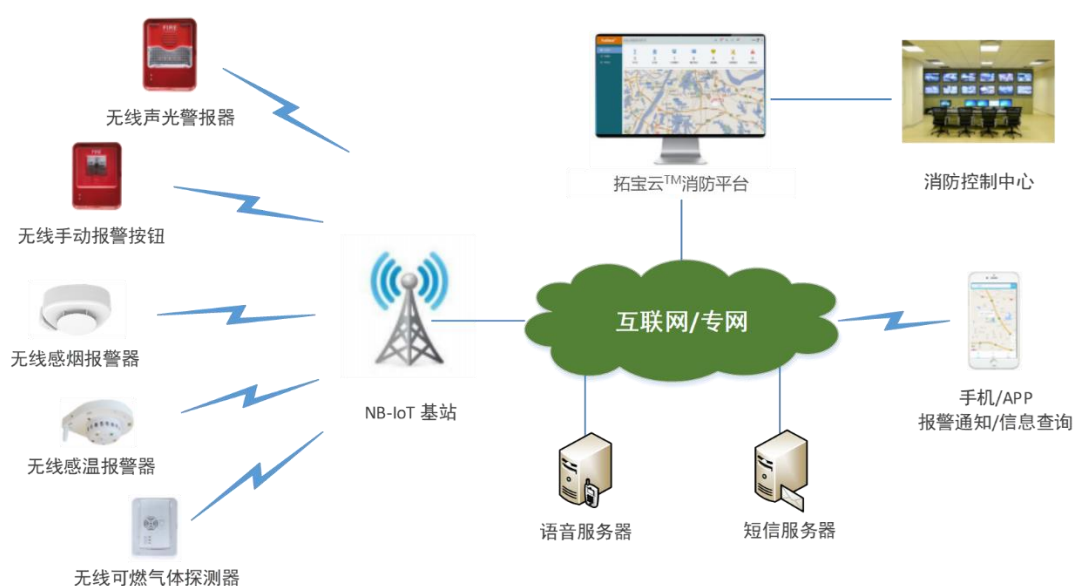 无线声光警报器
无线手动报警按钮
无线感烟报警器
无线感温报警器
无线可燃气体探测器
NB-IoT 基站
拓宝云™消防平台
消防控制中心
互联网/专网
手机/APP
报警通知/信息查询
语音服务器
短信服务器
FIRE
FIRE